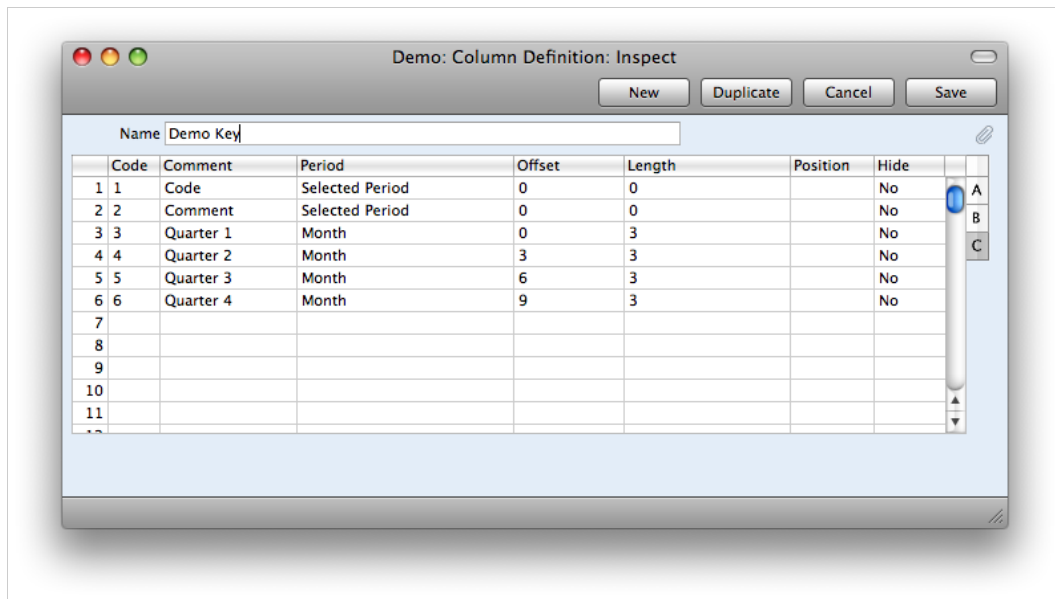 Demo: Column Definition: Inspect
New Duplicate Cancel Save
Name Demo Key
Code Comment Period Offset Length Position Hide
1 1 Code Selected Period 0 0 No A
2 2 Comment Selected Period 0 0 No B
3 3 Quarter 1 Month 0 3 No C
4 4 Quarter 2 Month 3 3 No
5 5 Quarter 3 Month 6 3 No
6 6 Quarter 4 Month 9 3 No
7
8
9
10
11